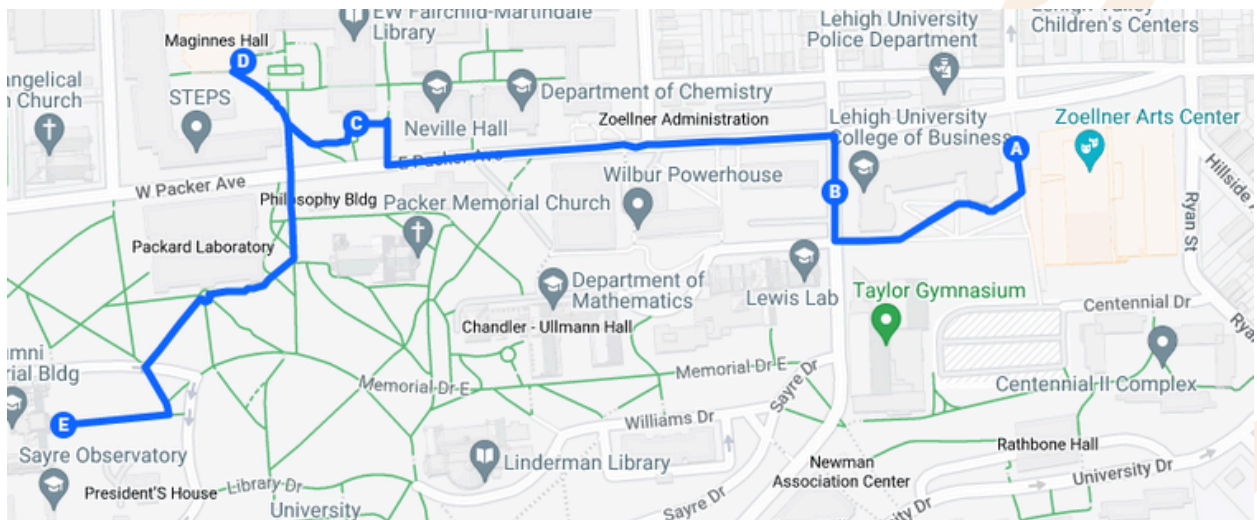 EW Fairchild-Martindale
Library
Lehigh University
Police Department
Children's Centers
Maginnes Hall
D
angelical
Church
STEPS
C
Neville Hall
Department of Chemistry
Zoellner Administration
Lehigh University
College of Business
A
Zoellner Arts Center
Hillside
E Packer Ave
W Packer Ave
Wilbur Powerhouse
B
Ryan St
Philosophy Bldg
Packer Memorial Church
Packard Laboratory
Department of
Mathematics
Lewis Lab
Taylor Gymnasium
Centennial Dr
Chandler - Ullmann Hall
Memorial Dr E
Memorial Dr E
Sayre Dr
Centennial II Complex
Bldg
E
Williams Dr
Sayre Observatory
Linderman Library
Rathbone Hall
Newman
Association Center
University Dr
President'S House
Library Dr
University
Sayre Dr